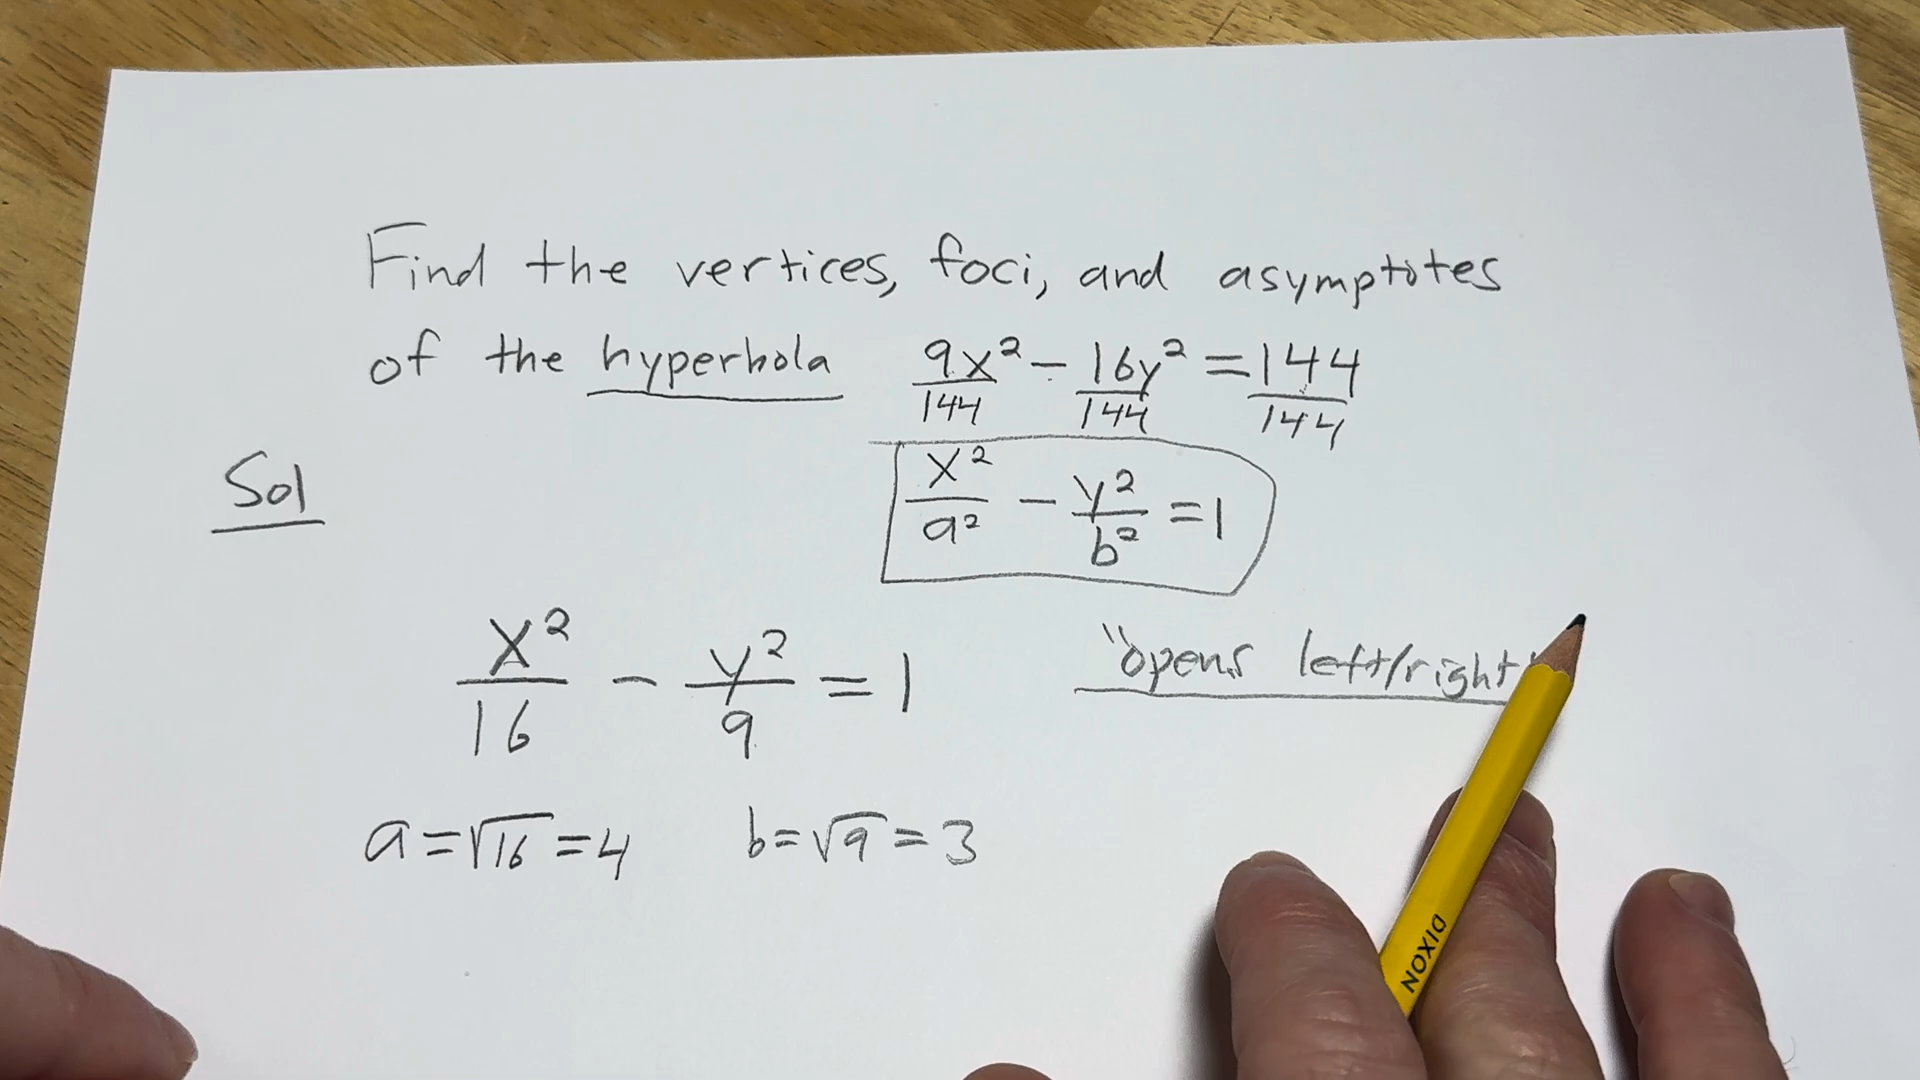 Find the vertices, foci, and asymptotes
of the hyperbola 9x²/144 - 16y²/144 = 144/144
Sol
x²/a² - y²/b² = 1
x²/16 - y²/9 = 1
"opens left/right"
a = √16 = 4 b = √9 = 3
DIXON